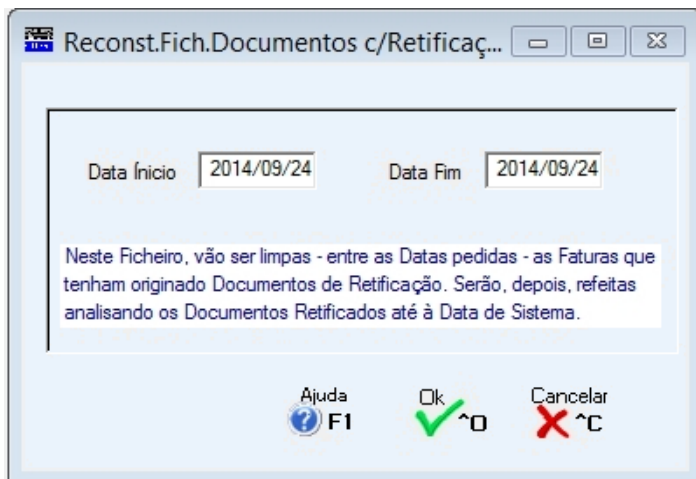 Reconst.Fich.Documentos c/Retificaç...
Data Ínicio 2014/09/24 Data Fim 2014/09/24
Neste Ficheiro, vão ser limpas - entre as Datas pedidas - as Faturas que
tenham originado Documentos de Retificação. Serão, depois, refeitas
analisando os Documentos Retificados até à Data de Sistema.
Ajuda Ok Cancelar
F1 ^O ^C